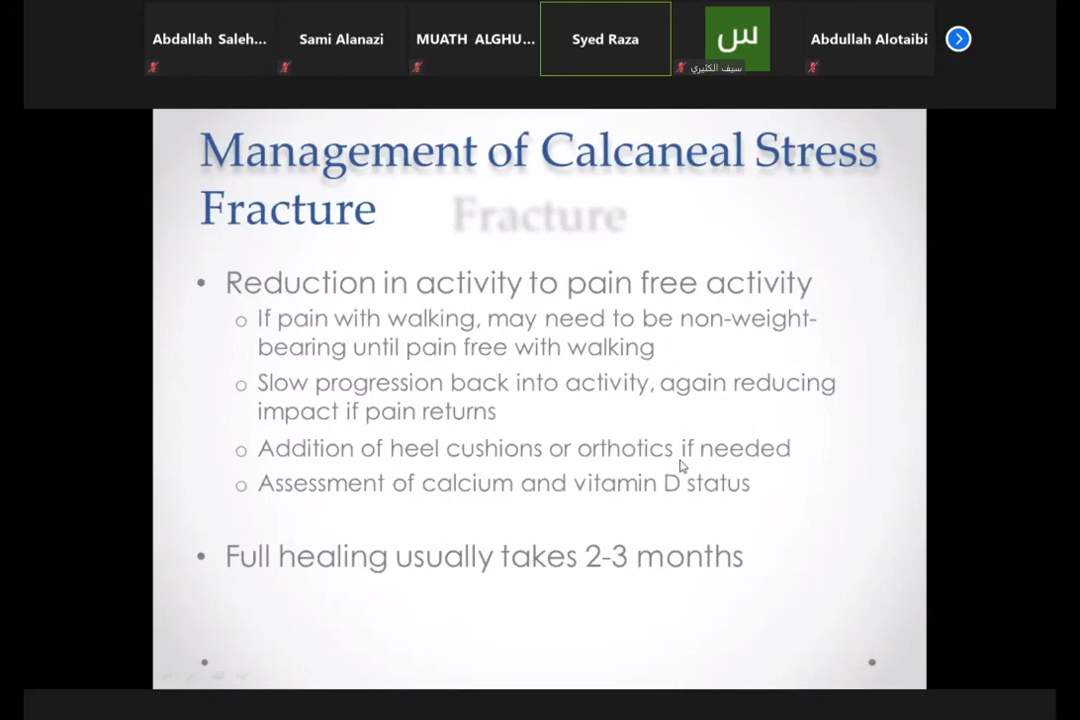 Abdallah Saleh...
Sami Alanazi
MUATH ALGHU...
Syed Raza
س
سيف الكثيري
Abdullah Alotaibi
Management of Calcaneal Stress
Fracture
Fracture
• Reduction in activity to pain free activity
o If pain with walking, may need to be non-weight-
bearing until pain free with walking
o Slow progression back into activity, again reducing
impact if pain returns
o Addition of heel cushions or orthotics if needed
o Assessment of calcium and vitamin D status
• Full healing usually takes 2-3 months